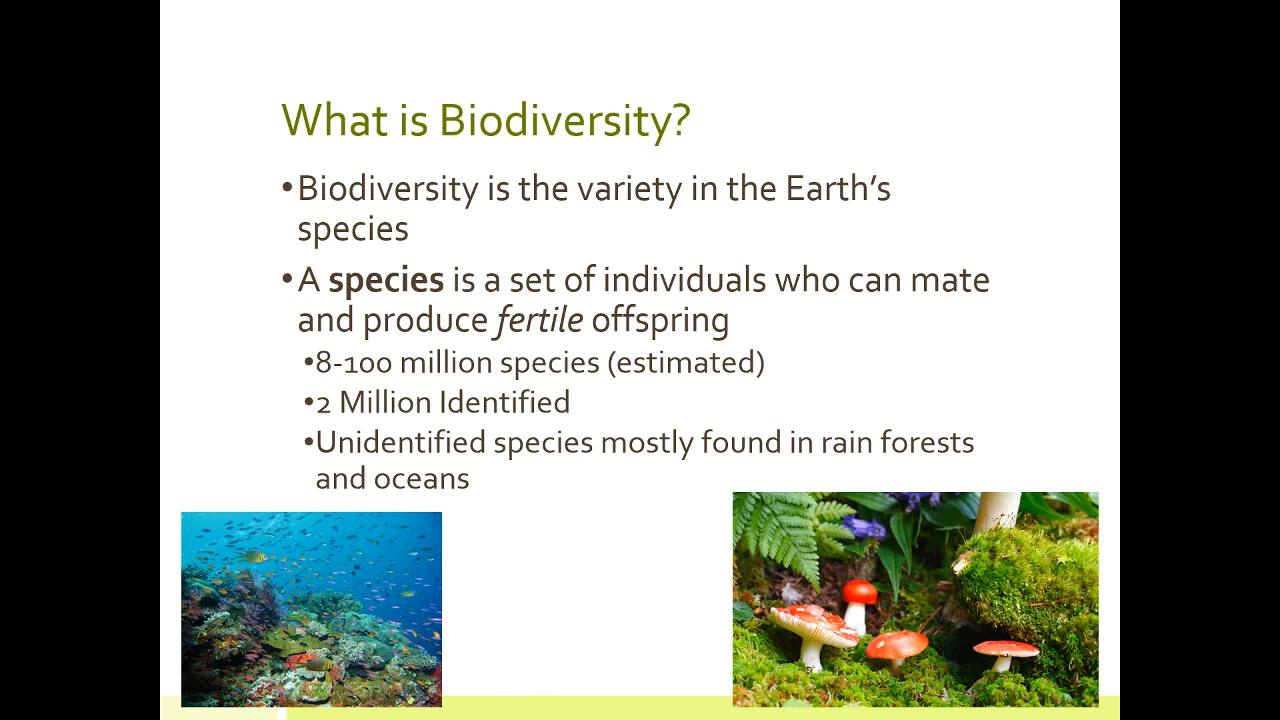 What is Biodiversity?
•Biodiversity is the variety in the Earth’s
species
•A species is a set of individuals who can mate
and produce fertile offspring
•8-100 million species (estimated)
•2 Million Identified
•Unidentified species mostly found in rain forests
and oceans